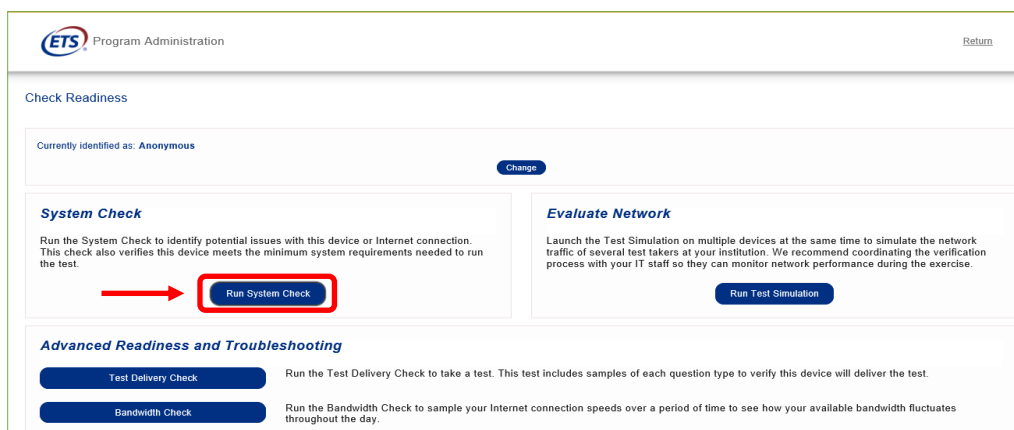 ETS Program Administration
Return
Check Readiness
Currently identified as: Anonymous
Change
System Check
Run the System Check to identify potential issues with this device or Internet connection.
This check also verifies this device meets the minimum system requirements needed to run
the test.
Run System Check
Evaluate Network
Launch the Test Simulation on multiple devices at the same time to simulate the network
traffic of several test takers at your institution. We recommend coordinating the verification
process with your IT staff so they can monitor network performance during the exercise.
Run Test Simulation
Advanced Readiness and Troubleshooting
Test Delivery Check
Run the Test Delivery Check to take a test. This test includes samples of each question type to verify this device will deliver the test.
Bandwidth Check
Run the Bandwidth Check to sample your Internet connection speeds over a period of time to see how your available bandwidth fluctuates
throughout the day.